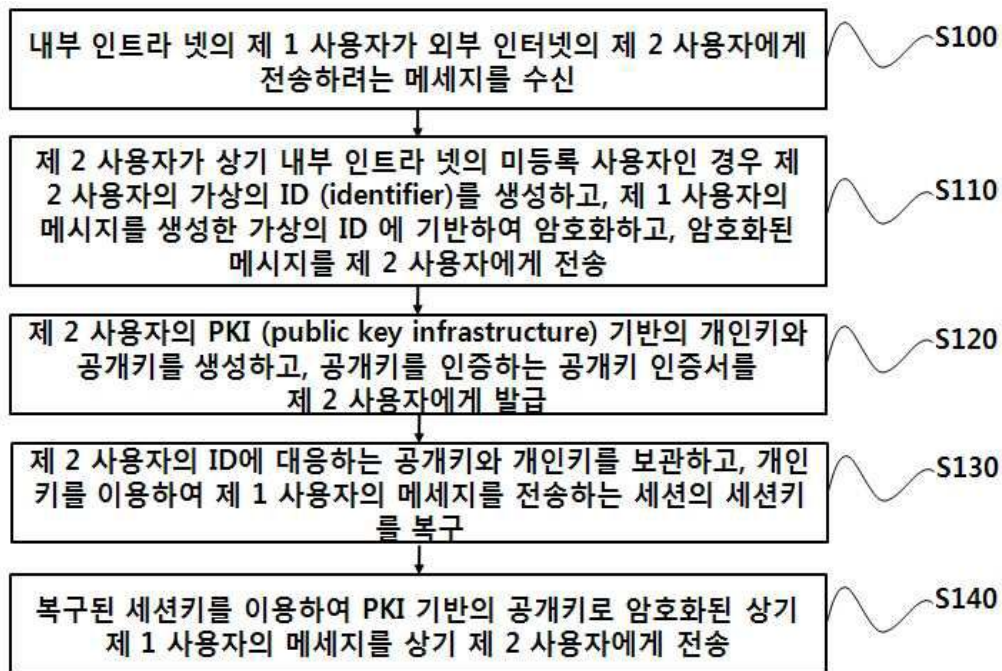 내부 인트라 넷의 제 1 사용자가 외부 인터넷의 제 2 사용자에게
전송하려는 메세지를 수신
S100
제 2 사용자가 상기 내부 인트라 넷의 미등록 사용자인 경우 제
2 사용자의 가상의 ID (identifier)를 생성하고, 제 1 사용자의
메시지를 생성한 가상의 ID 에 기반하여 암호화하고, 암호화된
메시지를 제 2 사용자에게 전송
S110
제 2 사용자의 PKI (public key infrastructure) 기반의 개인키와
공개키를 생성하고, 공개키를 인증하는 공개키 인증서를
제 2 사용자에게 발급
S120
제 2 사용자의 ID에 대응하는 공개키와 개인키를 보관하고, 개인
키를 이용하여 제 1 사용자의 메세지를 전송하는 세션의 세션키
를 복구
S130
복구된 세션키를 이용하여 PKI 기반의 공개키로 암호화된 상기
제 1 사용자의 메세지를 상기 제 2 사용자에게 전송
S140